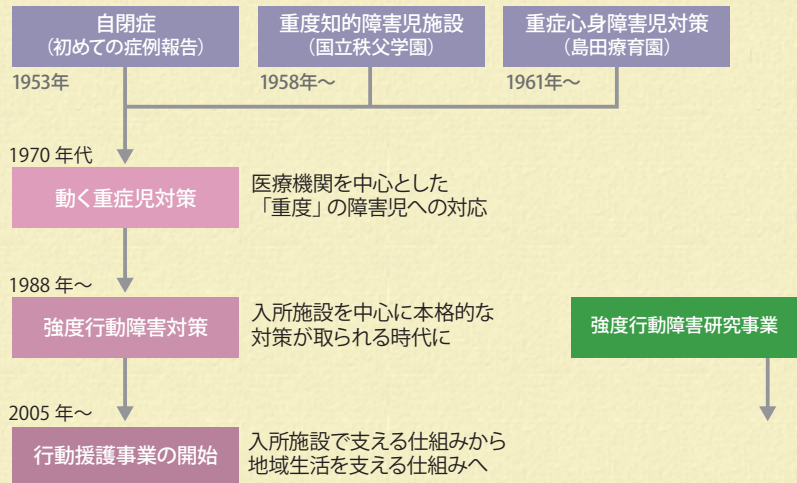 自閉症
（初めての症例報告）
重度知的障害児施設
（国立秩父学園）
重症心身障害児対策
（島田療育園）
1953年
1958年～
1961年～
1970 年代
動く重症児対策
医療機関を中心とした
「重度」の障害児への対応
1988 年～
強度行動障害対策
入所施設を中心に本格的な
対策が取られる時代に
強度行動障害研究事業
2005 年～
行動援護事業の開始
入所施設で支える仕組みから
地域生活を支える仕組みへ